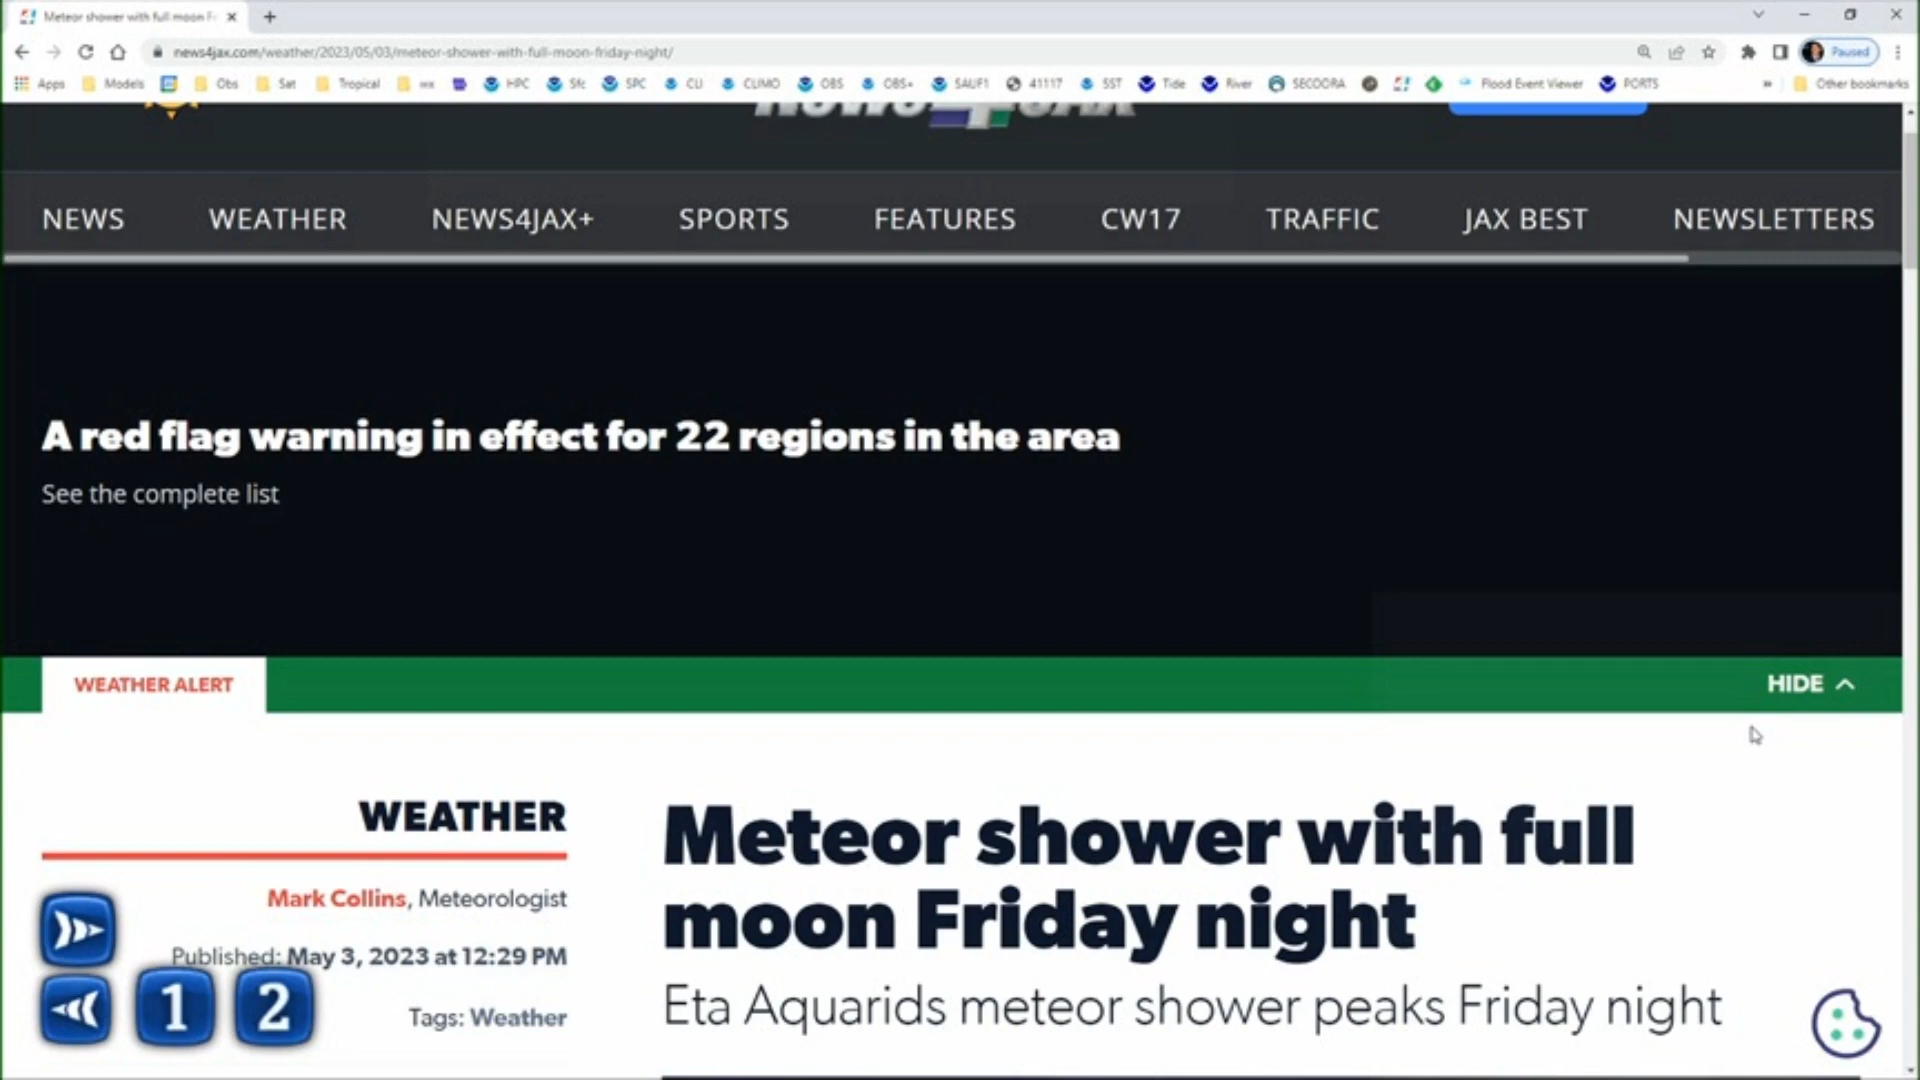 Meteor shower with full moon Fr
news4jax.com/weather/2023/05/03/meteor-shower-with-full-moon-friday-night/
Paused
Apps Models Obs Sat Tropical wx HPC Sfc SPC CLI CLIMO OBS OBS+ SAUF1 41117 SST Tide River SECOORA Flood Event Viewer PORTS » Other bookmarks
NEWS WEATHER NEWS4JAX+ SPORTS FEATURES CW17 TRAFFIC JAX BEST NEWSLETTERS
A red flag warning in effect for 22 regions in the area
See the complete list
WEATHER ALERT
HIDE
WEATHER
Mark Collins, Meteorologist
Published: May 3, 2023 at 12:29 PM
Tags: Weather
1 2
Meteor shower with full
moon Friday night
Eta Aquarids meteor shower peaks Friday night